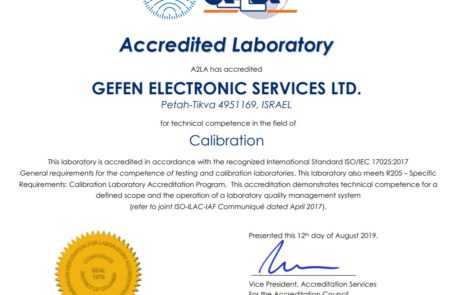 Accredited Laboratory
A2LA has accredited
GEFEN ELECTRONIC SERVICES LTD.
Petah-Tikva 4951169, ISRAEL
for technical competence in the field of
Calibration
This laboratory is accredited in accordance with the recognized International Standard ISO/IEC 17025:2017
General requirements for the competence of testing and calibration laboratories. This laboratory also meets R205 – Specific
Requirements: Calibration Laboratory Accreditation Program. This accreditation demonstrates technical competence for a
defined scope and the operation of a laboratory quality management system
(refer to joint ISO-ILAC-IAF Communiqué dated April 2017).
Presented this 12th day of August 2019.
Vice President, Accreditation Services
For the Accreditation Council
CORPORATE
SEAL
1978